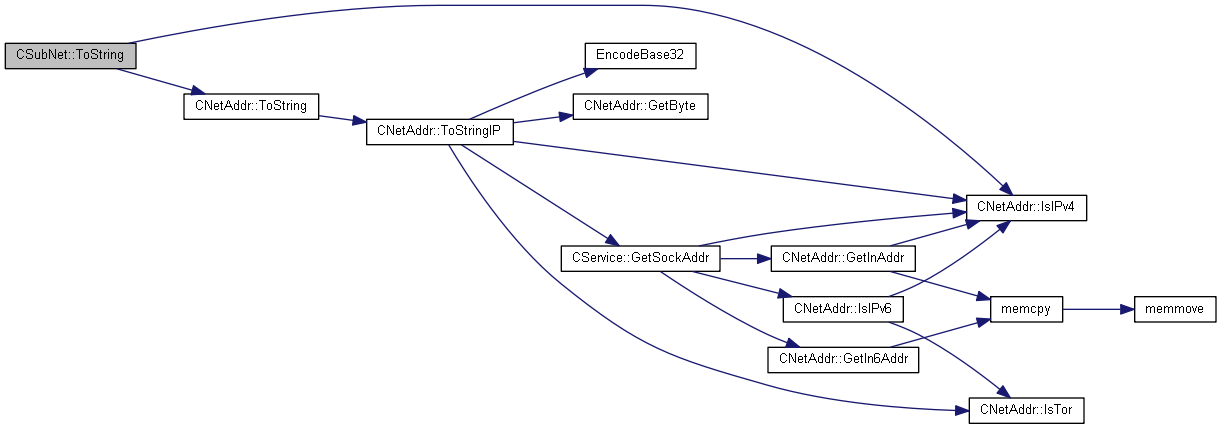 CSubNet::ToString
CNetAddr::ToString
CNetAddr::ToStringIP
EncodeBase32
CNetAddr::GetByte
CNetAddr::IsIPv4
CService::GetSockAddr
CNetAddr::GetInAddr
CNetAddr::IsIPv6
memcpy
memmove
CNetAddr::GetIn6Addr
CNetAddr::IsTor